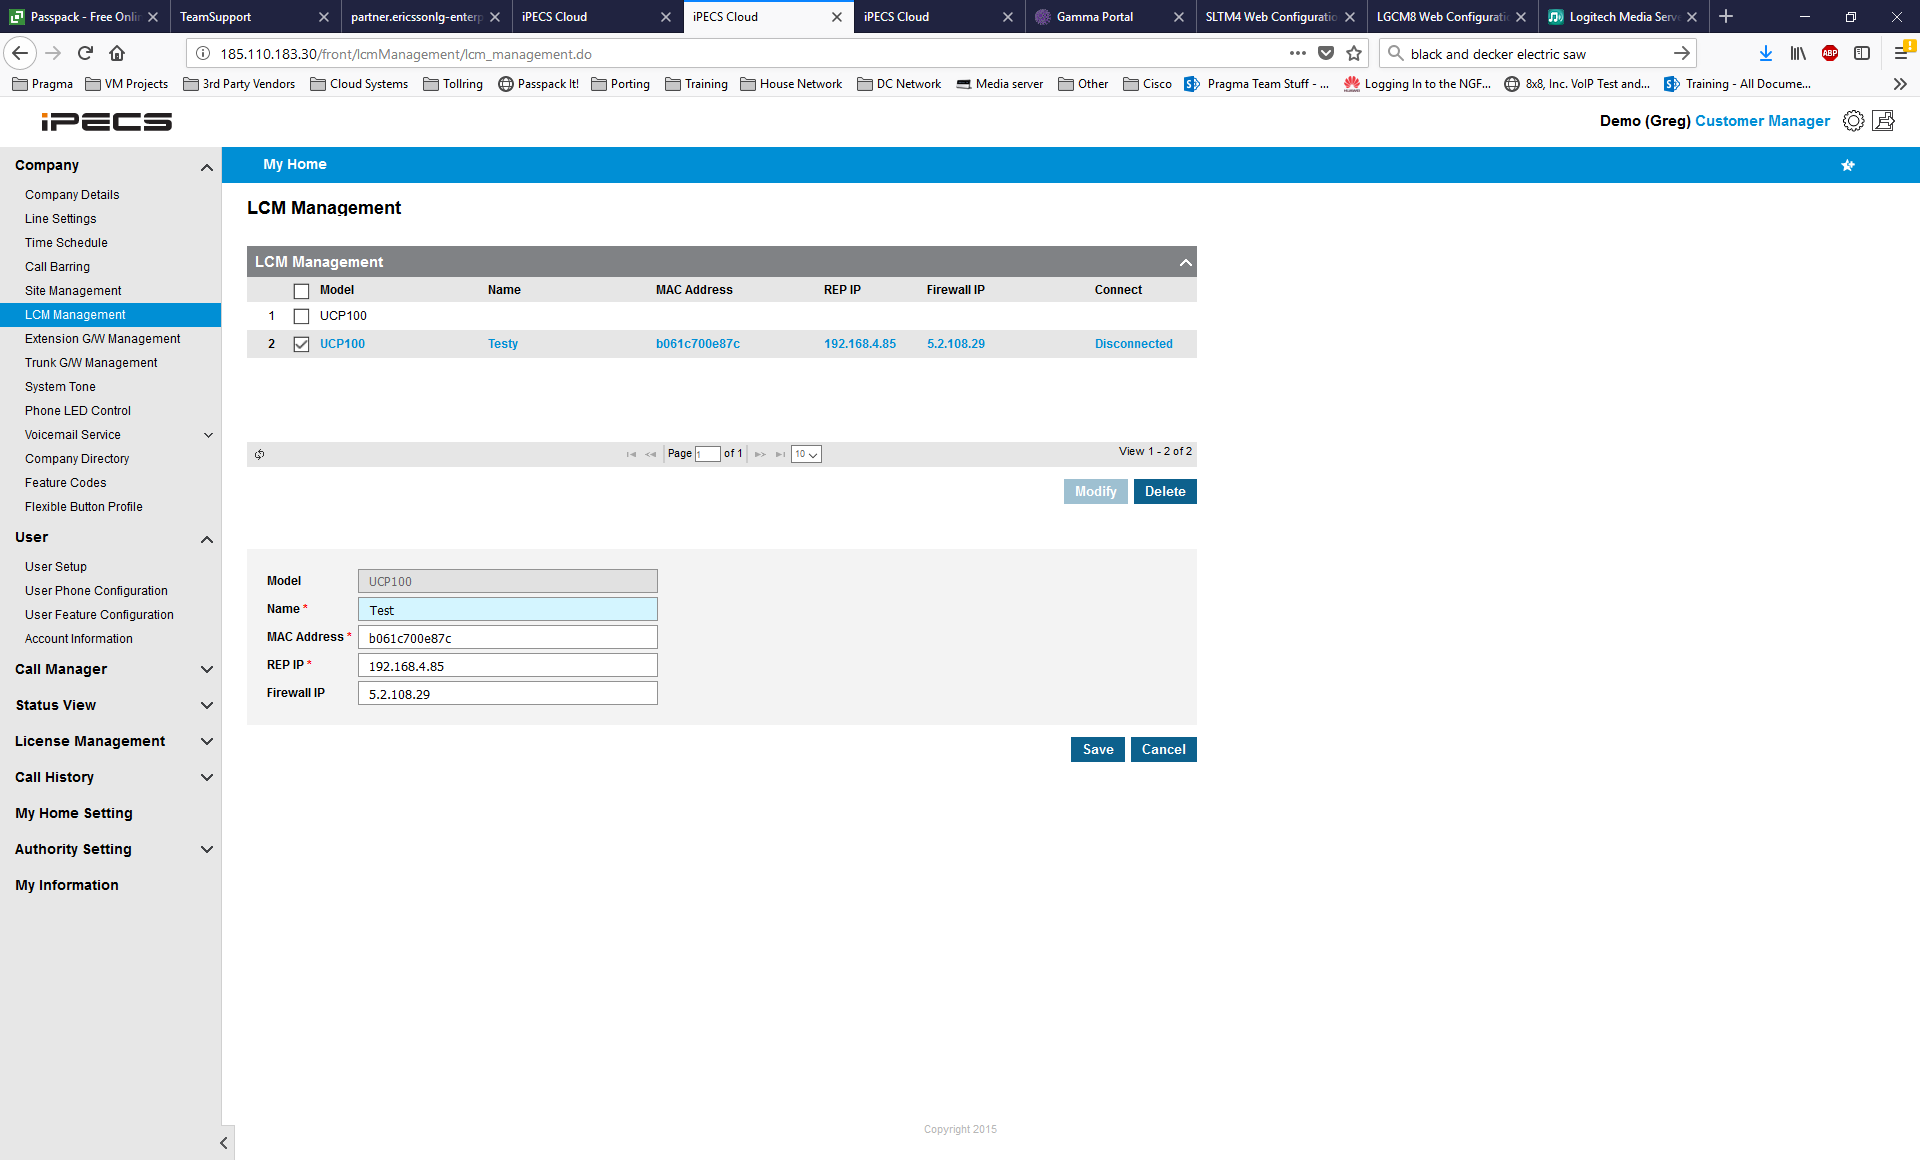 Passpack - Free Onlin
TeamSupport
partner.ericssonlg-enterp
iPECS Cloud
iPECS Cloud
iPECS Cloud
Gamma Portal
SLTM4 Web Configuratio
LGCM8 Web Configuratio
Logitech Media Serve
185.110.183.30/front/lcmManagement/lcm_management.do
black and decker electric saw
ABP
Pragma
VM Projects
3rd Party Vendors
Cloud Systems
Tollring
Passpack It!
Porting
Training
House Network
DC Network
Media server
Other
Cisco
Pragma Team Stuff - ...
Logging In to the NGF...
8x8, Inc. VoIP Test and...
Training - All Docume...
iPECS
Demo (Greg) Customer Manager
Company
Company Details
Line Settings
Time Schedule
Call Barring
Site Management
LCM Management
Extension G/W Management
Trunk G/W Management
System Tone
Phone LED Control
Voicemail Service
Company Directory
Feature Codes
Flexible Button Profile
User
User Setup
User Phone Configuration
User Feature Configuration
Account Information
Call Manager
Status View
License Management
Call History
My Home Setting
Authority Setting
My Information
My Home
LCM Management
LCM Management
Model Name MAC Address REP IP Firewall IP Connect
1 UCP100
2 UCP100 Testy b061c700e87c 192.168.4.85 5.2.108.29 Disconnected
Page 1 of 1 10 View 1 - 2 of 2
Modify Delete
Model UCP100
Name * Test
MAC Address * b061c700e87c
REP IP * 192.168.4.85
Firewall IP 5.2.108.29
Save Cancel
Copyright 2015